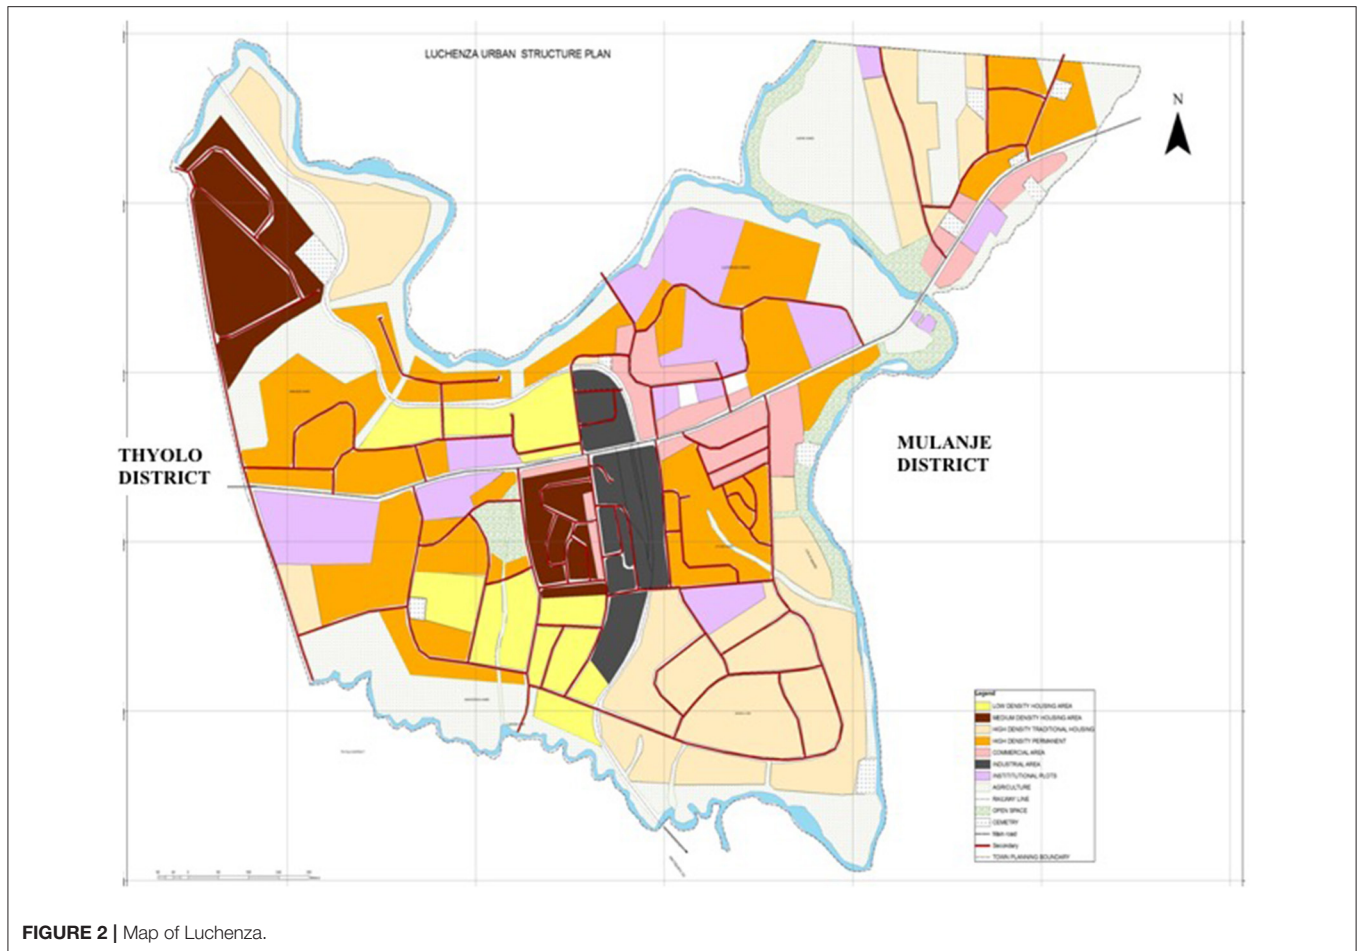 LUCHENZA URBAN STRUCTURE PLAN
N
THYOLO
DISTRICT
MULANJE
DISTRICT
Legend
LOW DENSITY HOUSING AREA
MEDIUM DENSITY HOUSING AREA
HIGH DENSITY TRADITIONAL HOUSING
HIGH DENSITY PERMANENT
COMMERCIAL AREA
INDUSTRIAL AREA
INSTITUTIONAL PLOTS
AGRICULTURE
RAILWAY LINE
OPEN SPACE
CEMETRY
Main road
Secondary
TOWN PLANNING BOUNDARY
FIGURE 2 | Map of Luchenza.